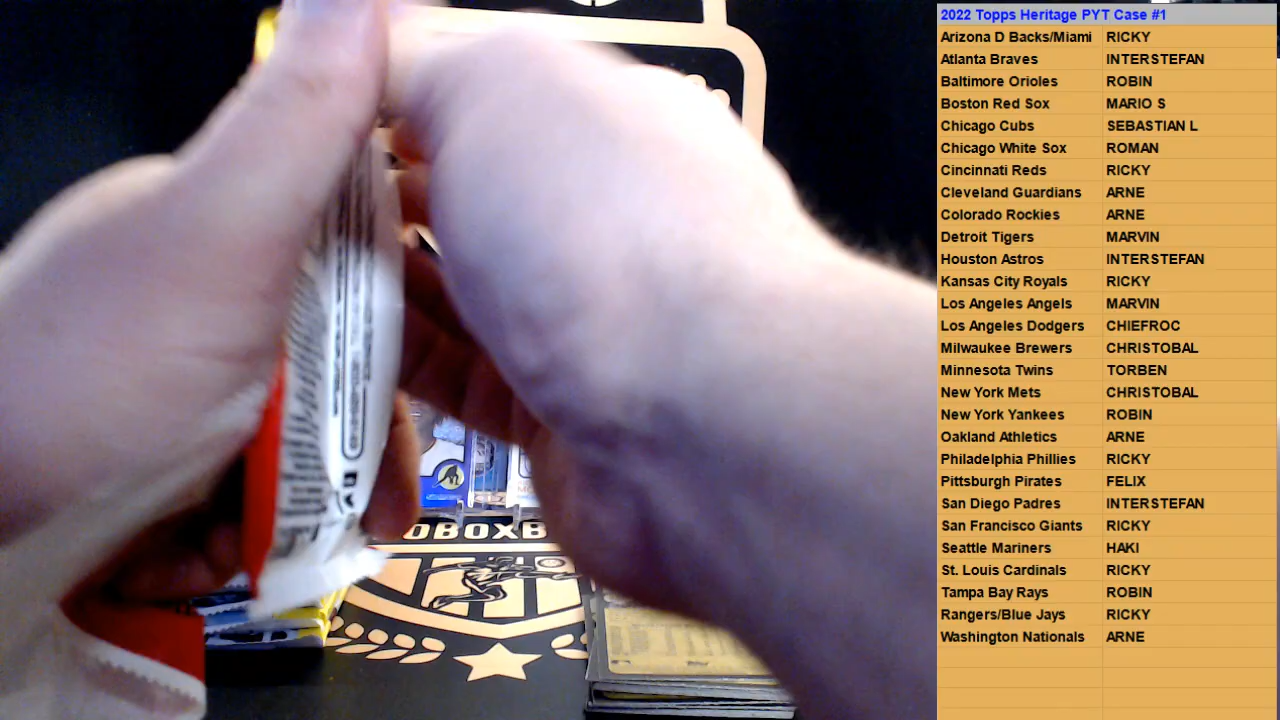 2022 Topps Heritage PYT Case #1
Arizona D Backs/Miami RICKY
Atlanta Braves INTERSTEFAN
Baltimore Orioles ROBIN
Boston Red Sox MARIO S
Chicago Cubs SEBASTIAN L
Chicago White Sox ROMAN
Cincinnati Reds RICKY
Cleveland Guardians ARNE
Colorado Rockies ARNE
Detroit Tigers MARVIN
Houston Astros INTERSTEFAN
Kansas City Royals RICKY
Los Angeles Angels MARVIN
Los Angeles Dodgers CHIEFROC
Milwaukee Brewers CHRISTOBAL
Minnesota Twins TORBEN
New York Mets CHRISTOBAL
New York Yankees ROBIN
Oakland Athletics ARNE
Philadelphia Phillies RICKY
Pittsburgh Pirates FELIX
San Diego Padres INTERSTEFAN
San Francisco Giants RICKY
Seattle Mariners HAKI
St. Louis Cardinals RICKY
Tampa Bay Rays ROBIN
Rangers/Blue Jays RICKY
Washington Nationals ARNE
OBOXB